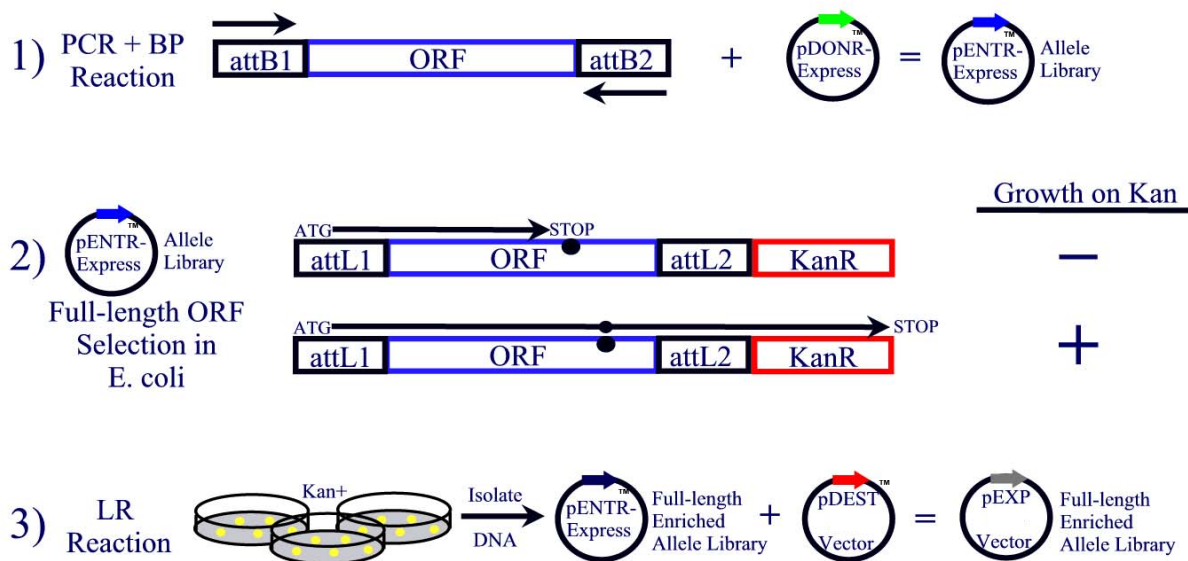 1) PCR + BP
Reaction
attB1 ORF attB2
+
pDONR-
Express
TM
=
pENTR-
Express
TM
Allele
Library
Growth on Kan
2)
pENTR-
Express
TM
Allele
Library
Full-length ORF
Selection in
E. coli
ATG STOP
attL1 ORF attL2 KanR
−
ATG STOP
attL1 ORF attL2 KanR
+
3) LR
Reaction
Kan+
Isolate
DNA
pENTR-
Express
TM
Full-length
Enriched
Allele Library
+
pDEST
Vector
TM
=
pEXP
Vector
Full-length
Enriched
Allele Library